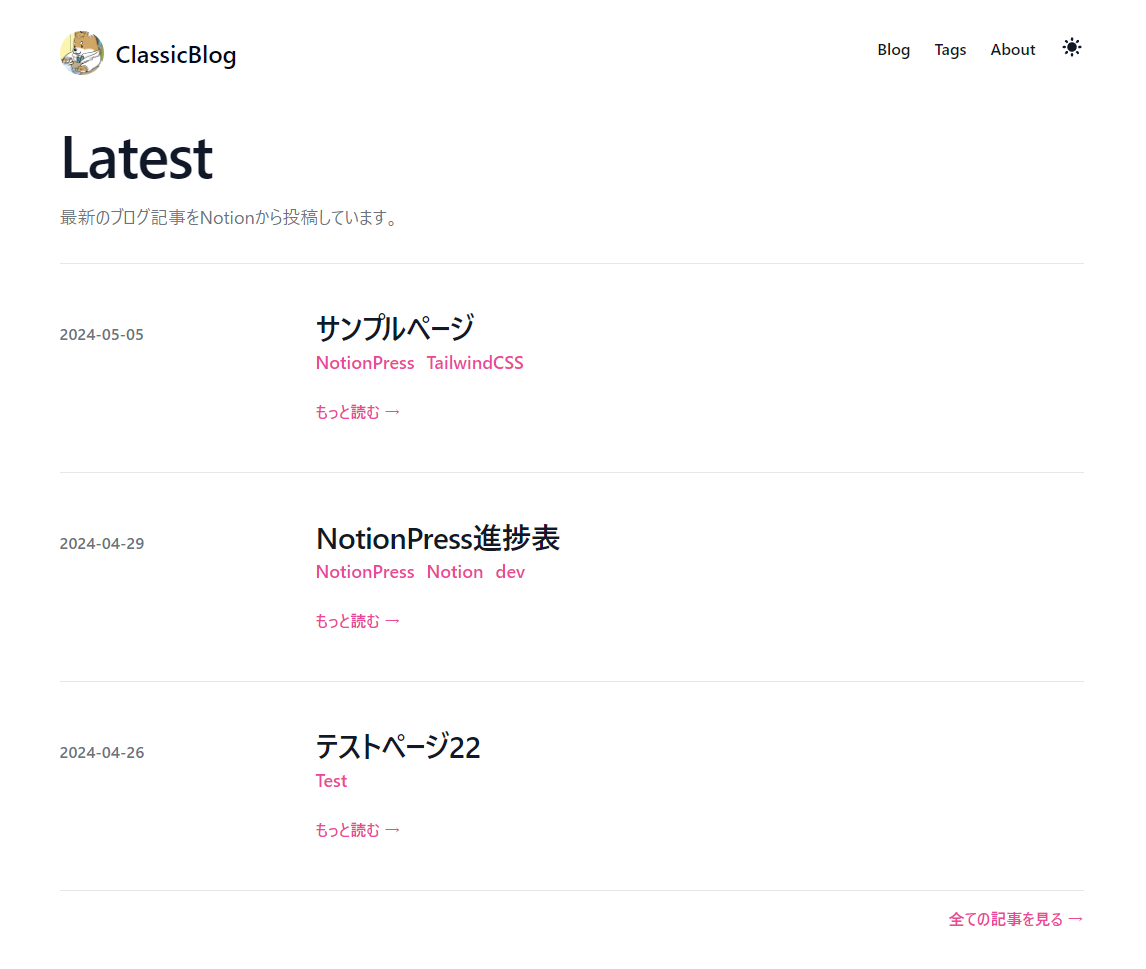 ClassicBlog
Blog Tags About
Latest
最新のブログ記事をNotionから投稿しています。
2024-05-05
サンプルページ
NotionPress TailwindCSS
もっと読む →
2024-04-29
NotionPress進捗表
NotionPress Notion dev
もっと読む →
2024-04-26
テストページ22
Test
もっと読む →
全ての記事を見る →